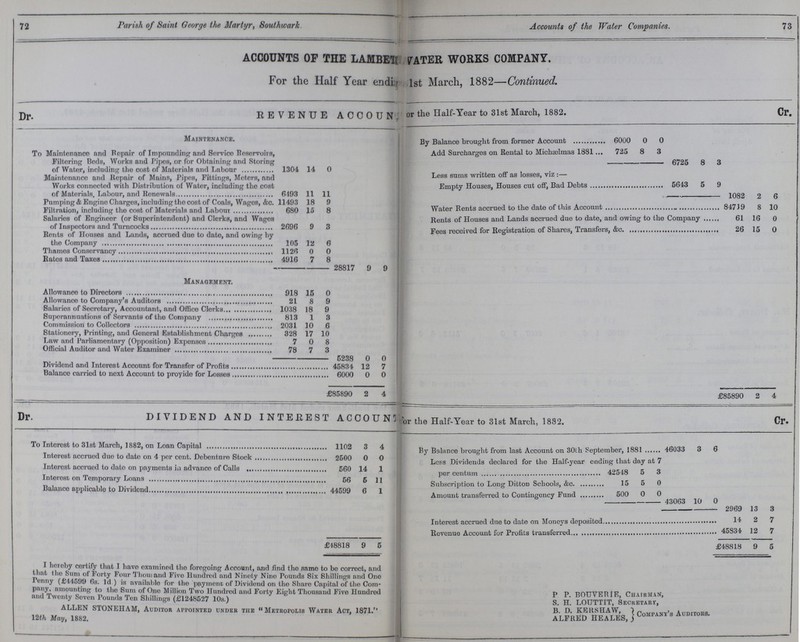 72 Parish of Saint George the Martyr, Southwark.
Accounts of the Water Companies. 73
ACCOUNTS OF THE LAMBETH WATER WORKS COMPANY.
For the Half Year ending 31st March, 1882—Continued.
Dr. REVENUE ACCOUNT for the Half-Year to 31st March, 1882. Cr.
MAINTENANCE.
To Maintenance and Repair of Impounding and Service Reservoirs,
Filtering Beds, Works and Pipes, or for Obtaining and Storing
of Water, including the cost of Materials and Labour 1304 14 0
Maintenance and Repair of Mains, Pipes, Fittings, Meters, and
Works connected with Distribution of Water, including the cost
of Materials, Labour, and Renewals 6493 11 11
Pumping & Engine Charges, including the cost of Coals, Wages, &c. 11493 18 9
Filtration, including the cost of Materials and Labour 680 15 8
Salaries of Engineer (or Superintendent) and Clerks, and Wages
of Inspectors and Turncocks 2696 9 3
Rents of Houses and Lands, accrued due to date, and owing by
the Company 105 12 6
Thames Conservancy 1126 0 0
Rates and Taxes 4916 7 8
28817 9 9
MANAGEMENT.
Allowance to Directors 918 15 0
Allowance to Company's Auditors 21 8 9
Salaries of Secretary, Accountant, and Office Clerks 1038 18 9
Superannuations of Servants of the Company 813 1 3
Commission to Collectors 2031 10 6
Stationery, Printing, and General Establishment Charges 328 17 10
Law and Parliamentary (Opposition) Expenses 7 0 8
Official Auditor and Water Examiner 78 7 3
5238 0 0
Dividend and Interest Account for Transfer of Profits 45834 12 7
Balance carried to next Account to provide for Losses 6000 0 0
£85890 2 4
By Balance brought from former Account 6000 0 0
Add Surcharges on Rental to Michaelmas 1881 725 8 3
6725 8 3
Less sums written off as losses, viz:—
Empty Houses, Houses cut off, Bad Debts 5643 5 9
1082 2 6
Water Rents accrued to the date of this Account 84719 8 10
Rents of Houses and Lands accrued due to date, and owing to the Company 61 16 0
Fees received for Registration of Shares, Transfers, &c. 26 15 0
£85890 2 4
Dr. DIVIDEND AND INTEREST ACCOUNT for the Half-Year to 31st March, 1882. Cr.
To Interest to 31st March, 1882, on Loan Capital 1102 3 4
Interest accrued due to date on 4 per cent. Debenture Stock 2500 0 0
Interest accrued to date on payments in advance of Calls 560 14 1
Interest on Temporary Loans 56 5 11
Balance applicable to Dividend 44599 6 1
£48818 9 5
By Balance brought from last Account on 30th September, 1881 46033 3 6
Less Dividends declared for the Half-year ending that day at 7
per centum 42548 5 3
Subscription to Long Ditton Schools, &c. 15 5 0
Amount transferred to Contingency Fund 500 0 0
43063 10 0
2969 13 3
Interest accrued due to date on Moneys deposited 14 2 7
Revenue Account for Profits transferred 45834 12 7
£48818 9 5
I hereby certify that I have examined the foregoing Account, and find the same to be correct, and
that the Sum of Forty Four Thousand Five Hundred and Ninety Nine Pounds Six Shillings and One
Penny (£44599 6s. 1d) is available for the payment of Dividend on the Share Capital of the Com-
pany, amounting to the Sum of One Million Two Hundred and Forty Eight Thousand Five Hundred
and Twenty Seven Pounds Ten Shillings (£1248527 10s.)
ALLEN STONEHAM, AUDITOR APPOINTED UNDER THE "METROPOLIS WATER ACT, 1871."
12th May, 1882.
P P. BOUVERIE, CHAIRMAN,
S. H. LOUTTIT, SECRETARY,
B. D. KERSHAW, } COMPANY'S AUDITORS.
ALFRED HEALES, }